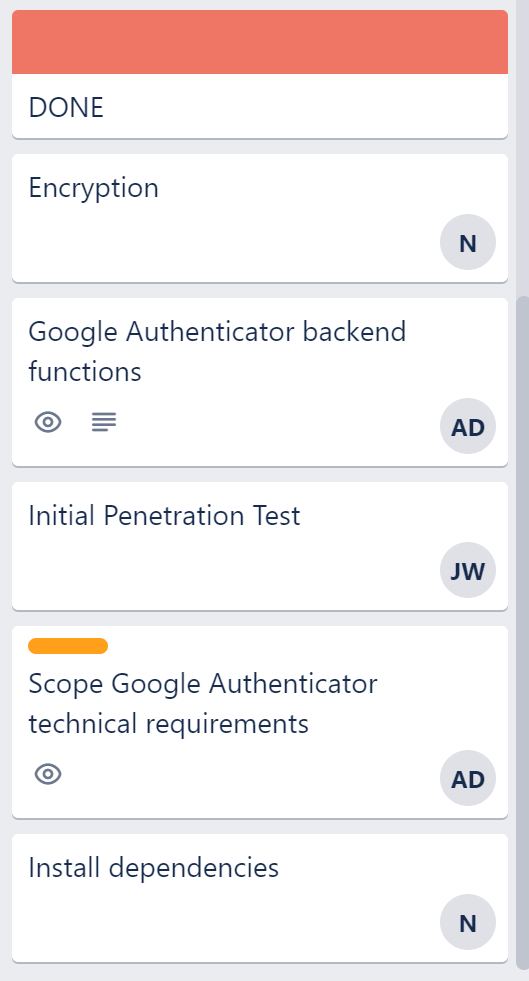 DONE
Encryption
N
Google Authenticator backend
functions
AD
Initial Penetration Test
JW
Scope Google Authenticator
technical requirements
AD
Install dependencies
N